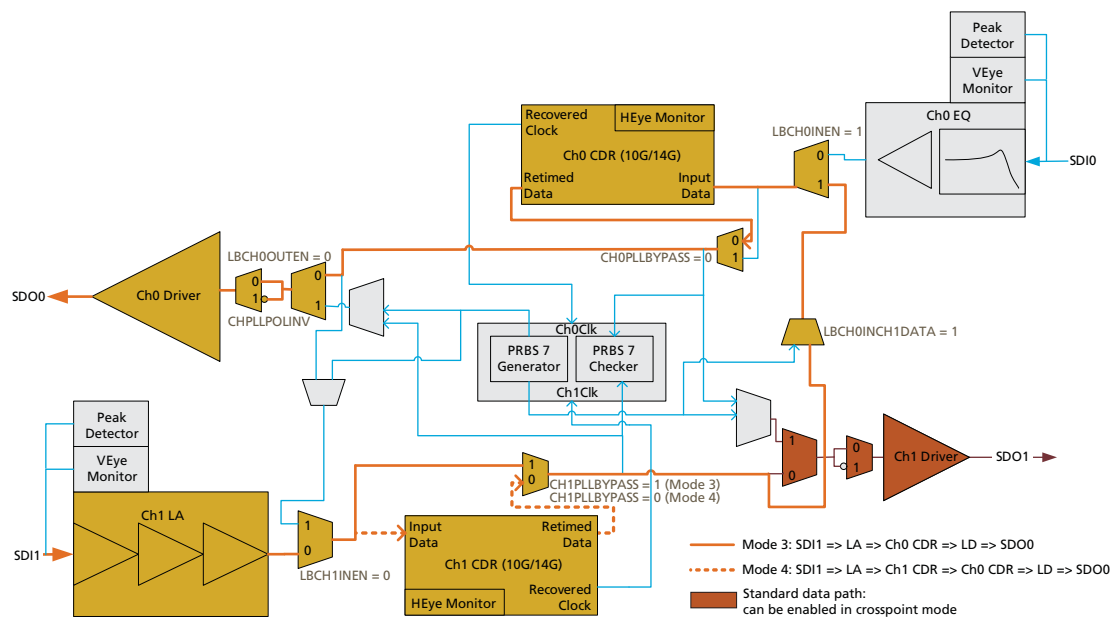 Peak
Detector
VEye
Monitor
Ch0 EQ
SDI0
LBCH0INEN = 1
0
1
Recovered
Clock
HEye Monitor
Ch0 CDR (10G/14G)
Retimed
Data
Input
Data
0
1
CH0PLLBYPASS = 0
LBCH0OUTEN = 0
0
1
0
1
CHPLLPOLINV
Ch0 Driver
SDO0
LBCH0INCH1DATA = 1
Ch0Clk
PRBS 7
Generator
PRBS 7
Checker
Ch1Clk
Peak
Detector
VEye
Monitor
Ch1 LA
SDI1
1
0
LBCH1INEN = 0
1
0
CH1PLLBYPASS = 1 (Mode 3)
CH1PLLBYPASS = 0 (Mode 4)
1
0
0
1
Ch1 Driver
SDO1
Input
Data
Retimed
Data
Ch1 CDR (10G/14G)
HEye Monitor
Recovered
Clock
Mode 3: SDI1 => LA => Ch0 CDR => LD => SDO0
Mode 4: SDI1 => LA => Ch1 CDR => Ch0 CDR => LD => SDO0
Standard data path:
can be enabled in crosspoint mode